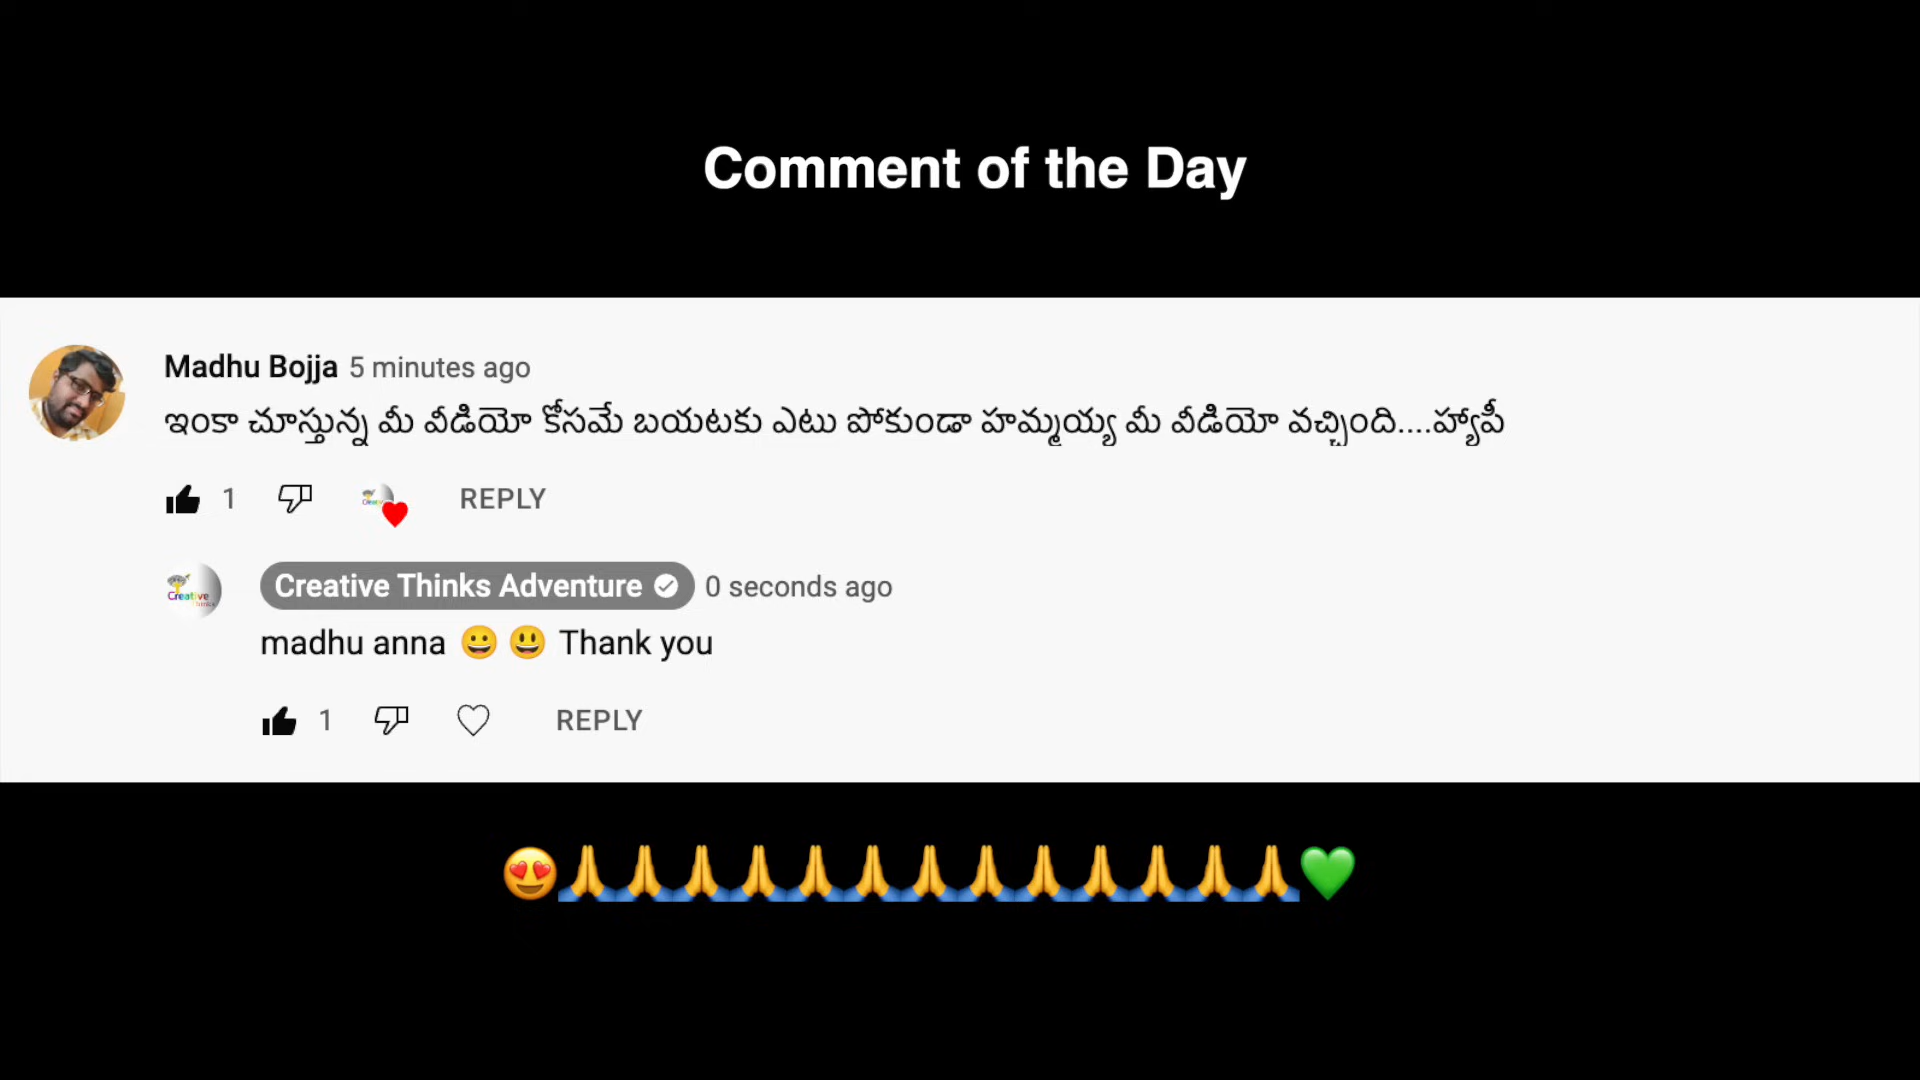 Comment of the Day
Madhu Bojja 5 minutes ago
ఇంకా చూస్తున్న మీ వీడియో కోసమే బయటకు ఎటు పోకుండా హమ్మయ్య మీ వీడియో వచ్చింది....హ్యాపీ
👍 1 👎 ❤️ REPLY
Creative Thinks Adventure 0 seconds ago
madhu anna 😀 😃 Thank you
👍 1 👎 ♡ REPLY
😍🙏🙏🙏🙏🙏🙏🙏🙏🙏🙏🙏🙏🙏💚